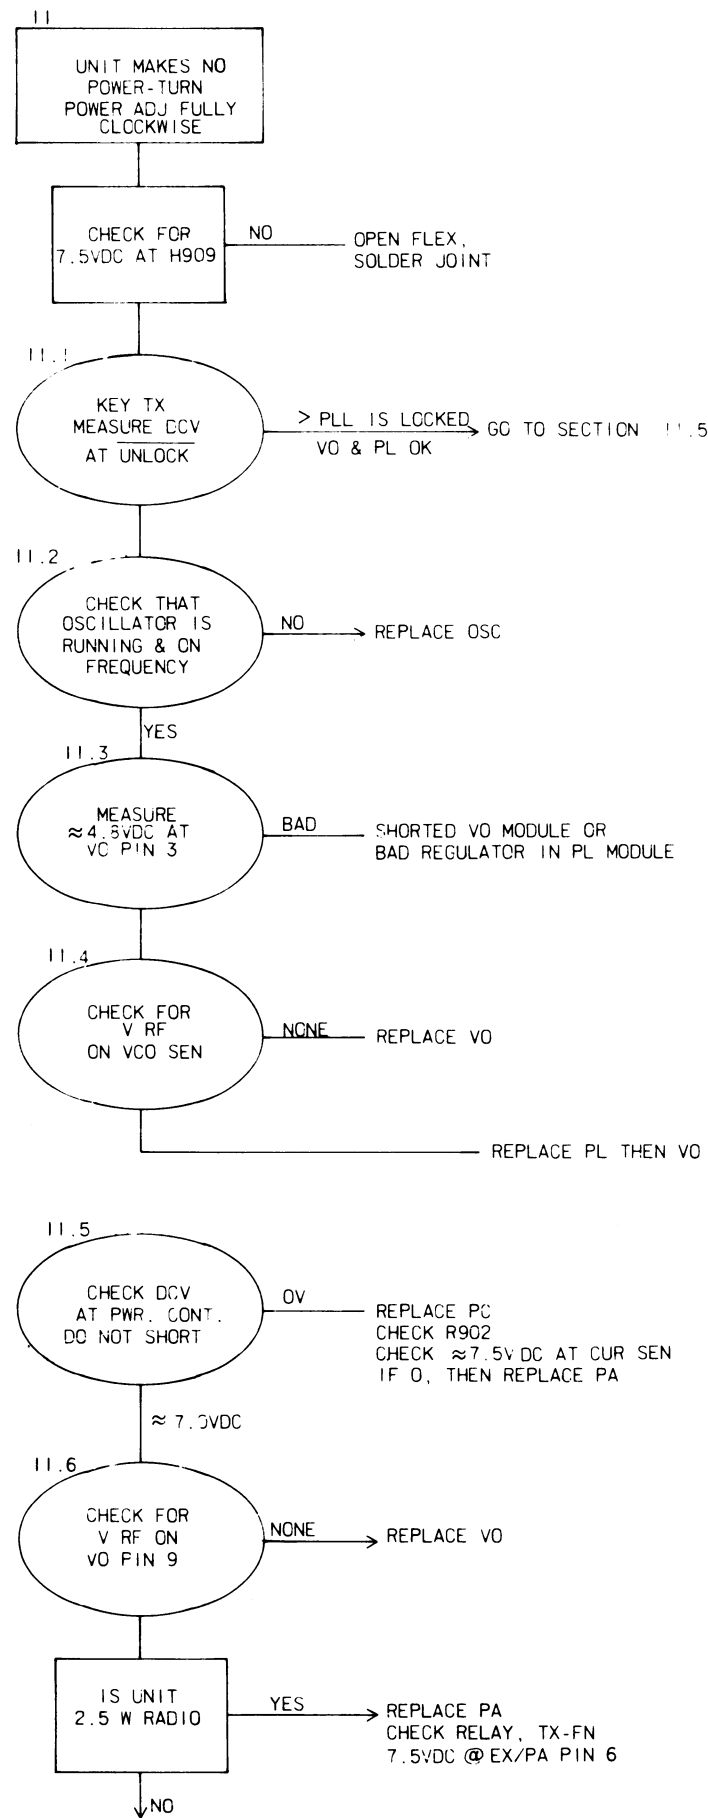 11
UNIT MAKES NO
POWER-TURN
POWER ADJ FULLY
CLOCKWISE
CHECK FOR
7.5VDC AT H909
NO
OPEN FLEX,
SOLDER JOINT
11.1
KEY TX
MEASURE DCV
AT UNLOCK
> PLL IS LOCKED
VO & PL OK
GO TO SECTION 11.5
11.2
CHECK THAT
OSCILLATOR IS
RUNNING & ON
FREQUENCY
NO
REPLACE OSC
YES
11.3
MEASURE
≈4.8VDC AT
VO PIN 3
BAD
SHORTED VO MODULE OR
BAD REGULATOR IN PL MODULE
11.4
CHECK FOR
V RF
ON VCO SEN
NONE
REPLACE VO
REPLACE PL THEN VO
11.5
CHECK DCV
AT PWR. CONT.
DO NOT SHORT
0V
REPLACE PC
CHECK R902
CHECK ≈7.5V DC AT CUR SEN
IF 0, THEN REPLACE PA
≈
11.6
CHECK FOR
V RF ON
VO PIN 9
NONE
REPLACE VO
IS UNIT
2.5 W RADIO
YES
REPLACE PA
CHECK RELAY, TX-FN
7.5VDC @ EX/PA PIN 6
NO